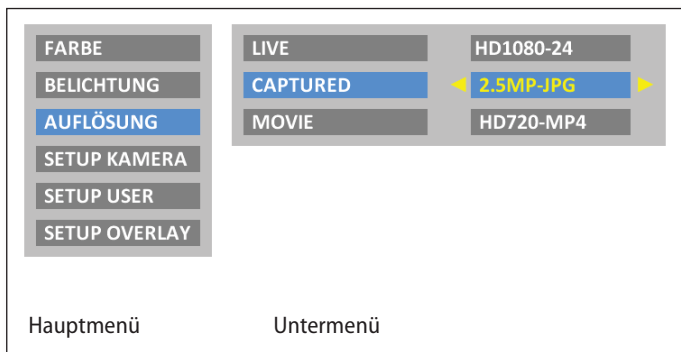 FARBE
BELICHTUNG
AUFLÖSUNG
SETUP KAMERA
SETUP USER
SETUP OVERLAY
LIVE HD1080-24
CAPTURED 2.5MP-JPG
MOVIE HD720-MP4
Hauptmenü Untermenü